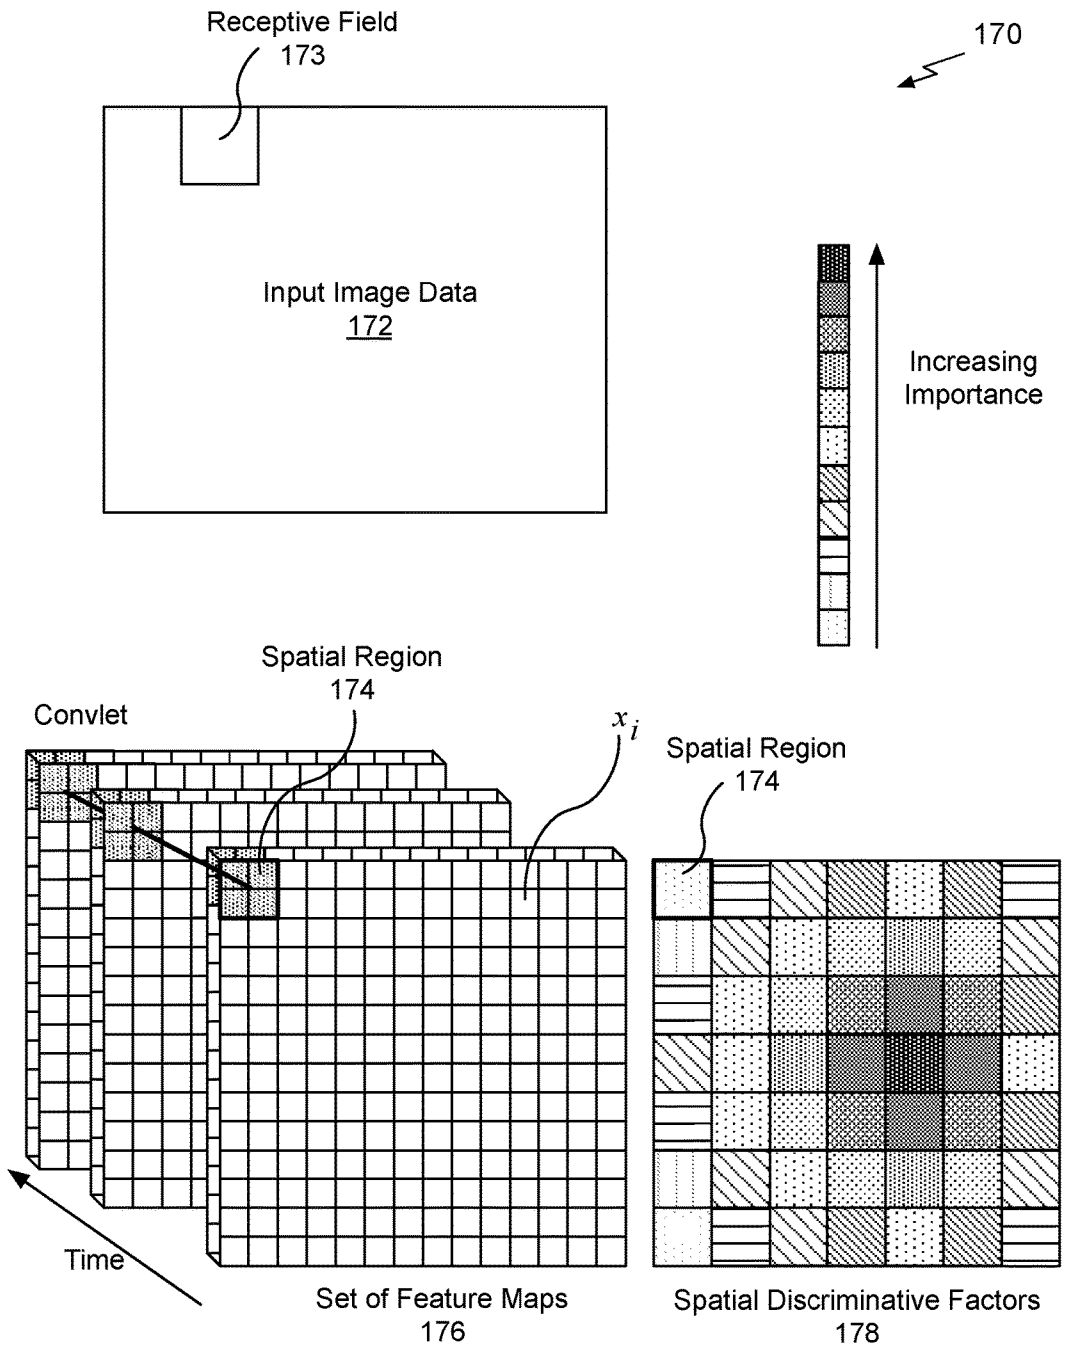 Receptive Field
173
170
Input Image Data
172
Increasing
Importance
Spatial Region
174
Convlet
x_i
Spatial Region
174
Time
Set of Feature Maps
176
Spatial Discriminative Factors
178